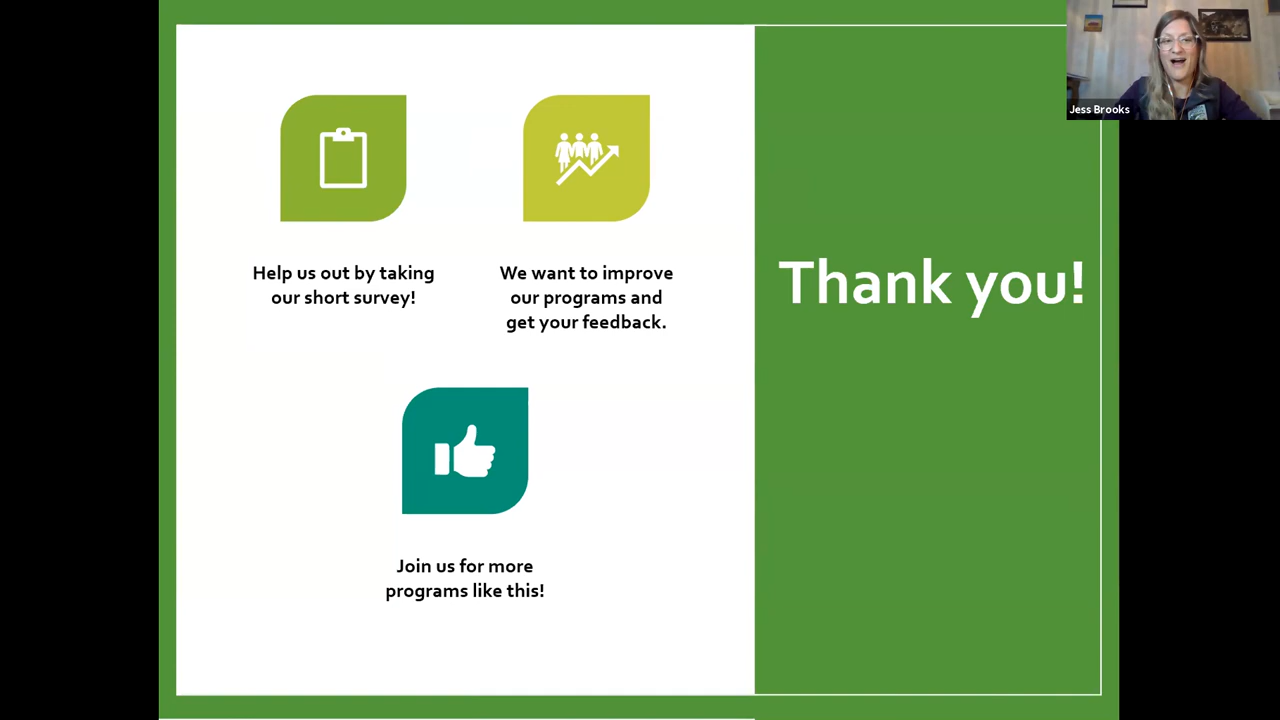 Jess Brooks
Help us out by taking
our short survey!
We want to improve
our programs and
get your feedback.
Thank you!
Join us for more
programs like this!